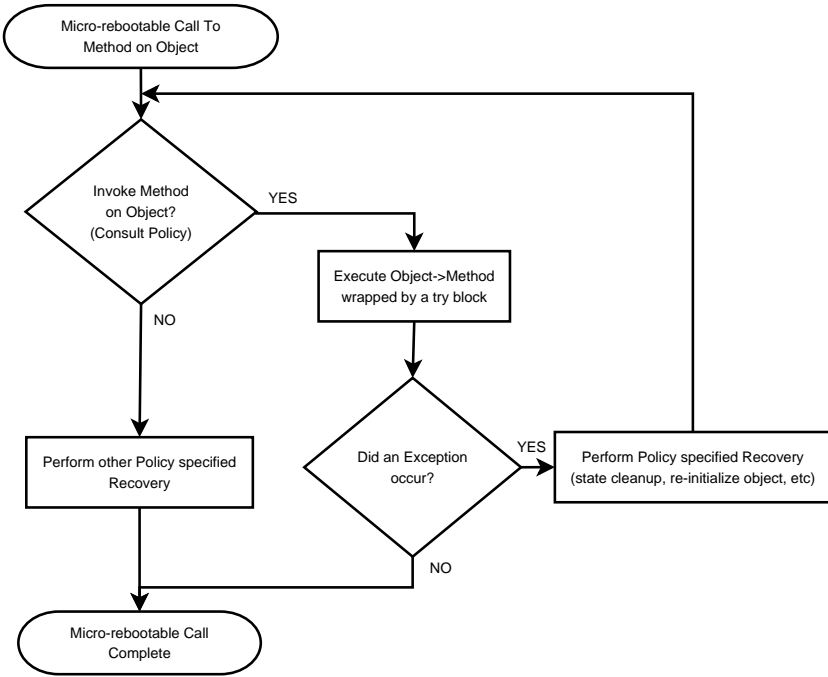 Micro-rebootable Call To
Method on Object
Invoke Method
on Object?
(Consult Policy)
YES
Execute Object->Method
wrapped by a try block
NO
Did an Exception
occur?
YES
Perform Policy specified Recovery
(state cleanup, re-initialize object, etc)
Perform other Policy specified
Recovery
NO
Micro-rebootable Call
Complete